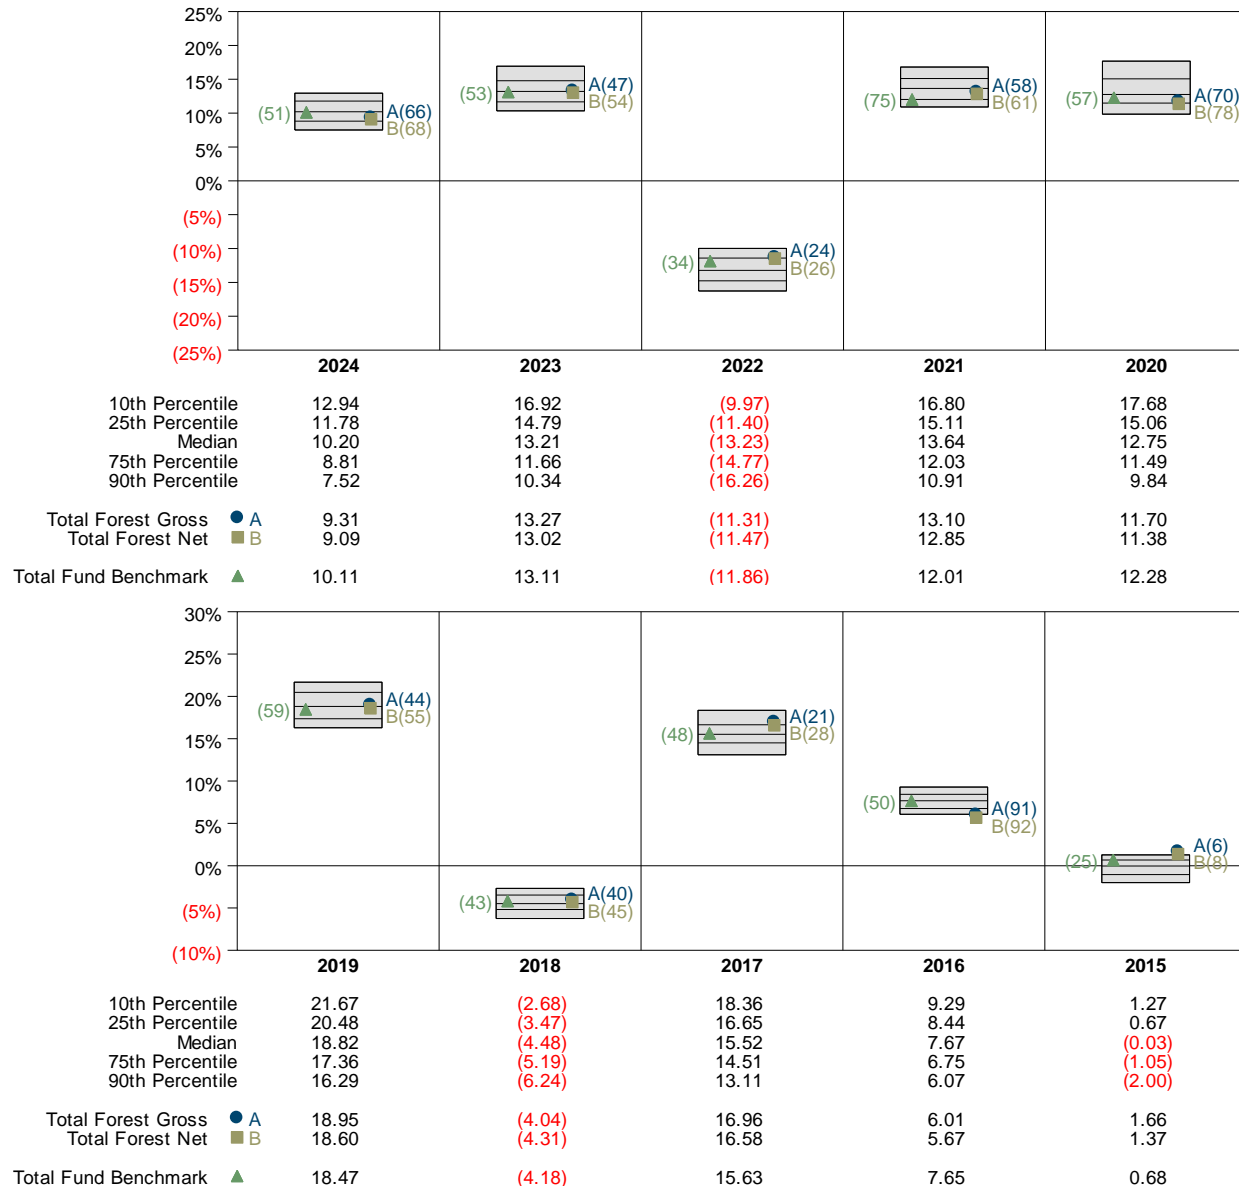 25%
20%
15%
10%
5%
0%
(5%)
(10%)
(15%)
(20%)
(25%)
(51) A(66)
B(68)
(53) A(47)
B(54)
(34) A(24)
B(26)
(75) A(58)
B(61)
(57) A(70)
B(78)
2024 2023 2022 2021 2020
10th Percentile 12.94 16.92 (9.97) 16.80 17.68
25th Percentile 11.78 14.79 (11.40) 15.11 15.06
Median 10.20 13.21 (13.23) 13.64 12.75
75th Percentile 8.81 11.66 (14.77) 12.03 11.49
90th Percentile 7.52 10.34 (16.26) 10.91 9.84
Total Forest Gross A 9.31 13.27 (11.31) 13.10 11.70
Total Forest Net B 9.09 13.02 (11.47) 12.85 11.38
Total Fund Benchmark 10.11 13.11 (11.86) 12.01 12.28
30%
25%
20%
15%
10%
5%
0%
(5%)
(10%)
(59) A(44)
B(55)
(43) A(40)
B(45)
(48) A(21)
B(28)
(50) A(91)
B(92)
(25) A(6)
B(8)
2019 2018 2017 2016 2015
10th Percentile 21.67 (2.68) 18.36 9.29 1.27
25th Percentile 20.48 (3.47) 16.65 8.44 0.67
Median 18.82 (4.48) 15.52 7.67 (0.03)
75th Percentile 17.36 (5.19) 14.51 6.75 (1.05)
90th Percentile 16.29 (6.24) 13.11 6.07 (2.00)
Total Forest Gross A 18.95 (4.04) 16.96 6.01 1.66
Total Forest Net B 18.60 (4.31) 16.58 5.67 1.37
Total Fund Benchmark 18.47 (4.18) 15.63 7.65 0.68